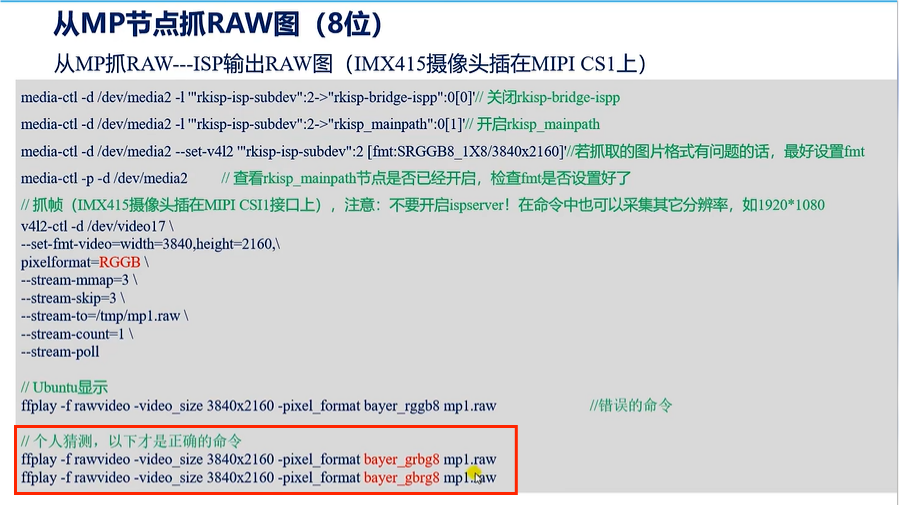 从MP节点抓RAW图（8位）
从MP抓RAW---ISP输出RAW图（IMX415摄像头插在MIPI CS1上）
media-ctl -d /dev/media2 -l '"rkisp-isp-subdev":2->"rkisp-bridge-ispp":0[0]'// 关闭rkisp-bridge-ispp
media-ctl -d /dev/media2 -l '"rkisp-isp-subdev":2->"rkisp_mainpath":0[1]'// 开启rkisp_mainpath
media-ctl -d /dev/media2 --set-v4l2 '"rkisp-isp-subdev":2 [fmt:SRGGB8_1X8/3840x2160]'//若抓取的图片格式有问题的话，最好设置fmt
media-ctl -p -d /dev/media2 // 查看rkisp_mainpath节点是否已经开启，检查fmt是否设置好了
// 抓帧（IMX415摄像头插在MIPI CSI1接口上），注意：不要开启ispserver！在命令中也可以采集其它分辨率，如1920*1080
v4l2-ctl -d /dev/video17 \
--set-fmt-video=width=3840,height=2160,\
pixelformat=RGGB \
--stream-mmap=3 \
--stream-skip=3 \
--stream-to=/tmp/mp1.raw \
--stream-count=1 \
--stream-poll
// Ubuntu显示
ffplay -f rawvideo -video_size 3840x2160 -pixel_format bayer_rggb8 mp1.raw //错误的命令
// 个人猜测，以下才是正确的命令
ffplay -f rawvideo -video_size 3840x2160 -pixel_format bayer_grbg8 mp1.raw
ffplay -f rawvideo -video_size 3840x2160 -pixel_format bayer_gbrg8 mp1.raw